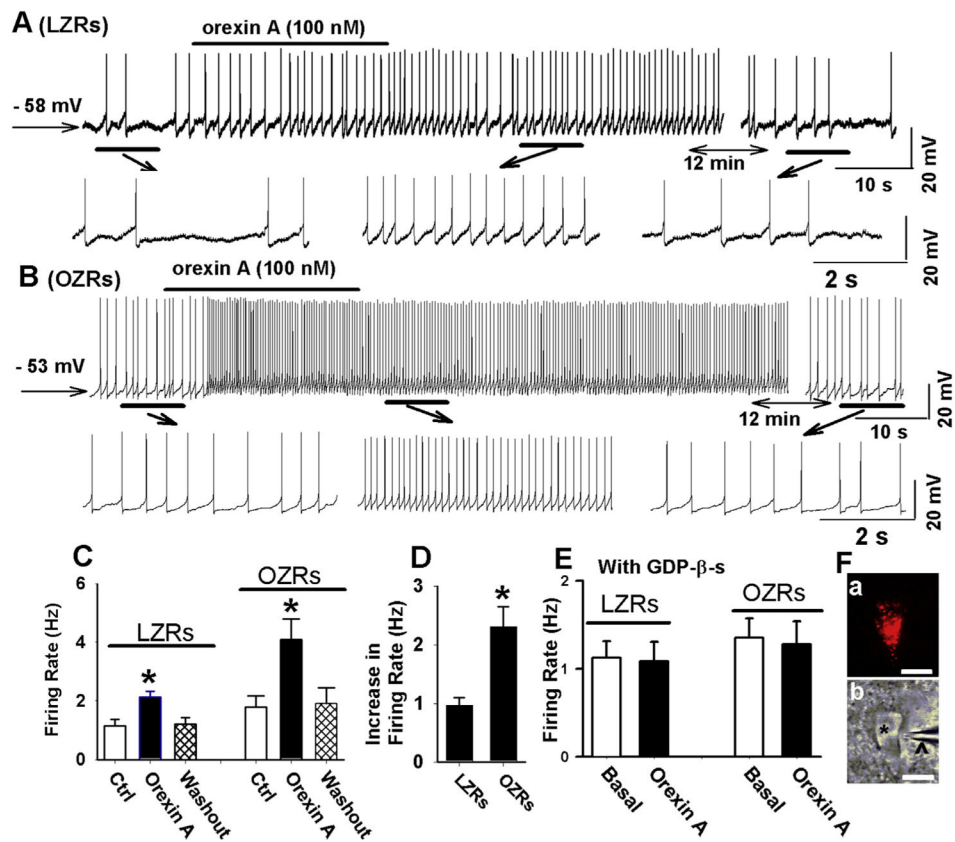 A (LZRs)
orexin A (100 nM)
- 58 mV
12 min
20 mV
10 s
20 mV
2 s
B (OZRs)
orexin A (100 nM)
- 53 mV
12 min
20 mV
10 s
20 mV
2 s
C
Firing Rate (Hz)
6
4
2
0
LZRs
OZRs
*
*
Ctrl
Orexin A
Washout
Ctrl
Orexin A
Washout
D
Increase in
Firing Rate (Hz)
3
2
1
0
*
LZRs
OZRs
E
With GDP-β-s
Firing Rate (Hz)
2
1
0
LZRs
OZRs
Basal
Orexin A
Basal
Orexin A
F
a
b
*
^